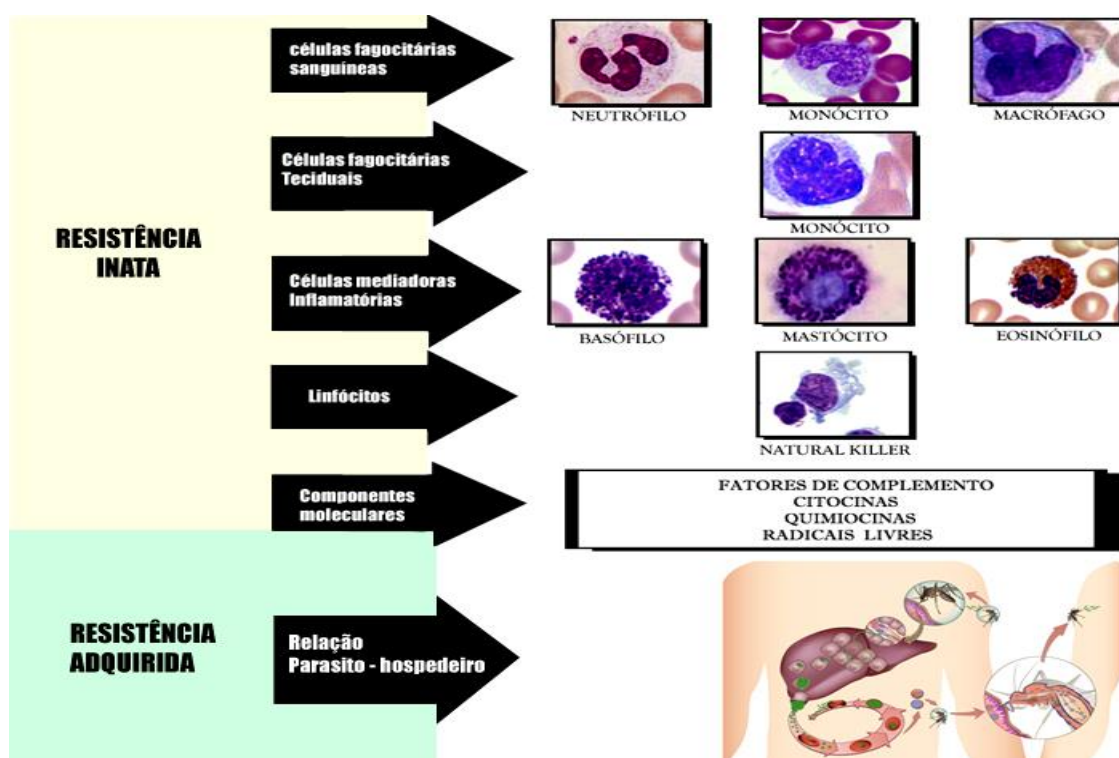 células fagocitárias
sanguíneas
NEUTRÓFILO
MONÓCITO
MACRÓFAGO
Células fagocitárias
Teciduais
MONÓCITO
RESISTÊNCIA
INATA
Células mediadoras
Inflamatórias
BASÓFILO
MASTÓCITO
EOSINÓFILO
Linfócitos
NATURAL KILLER
Componentes
moleculares
FATORES DE COMPLEMENTO
CITOCINAS
QUIMIOCINAS
RADICAIS LIVRES
RESISTÊNCIA
ADQUIRIDA
Relação
Parasito - hospedeiro